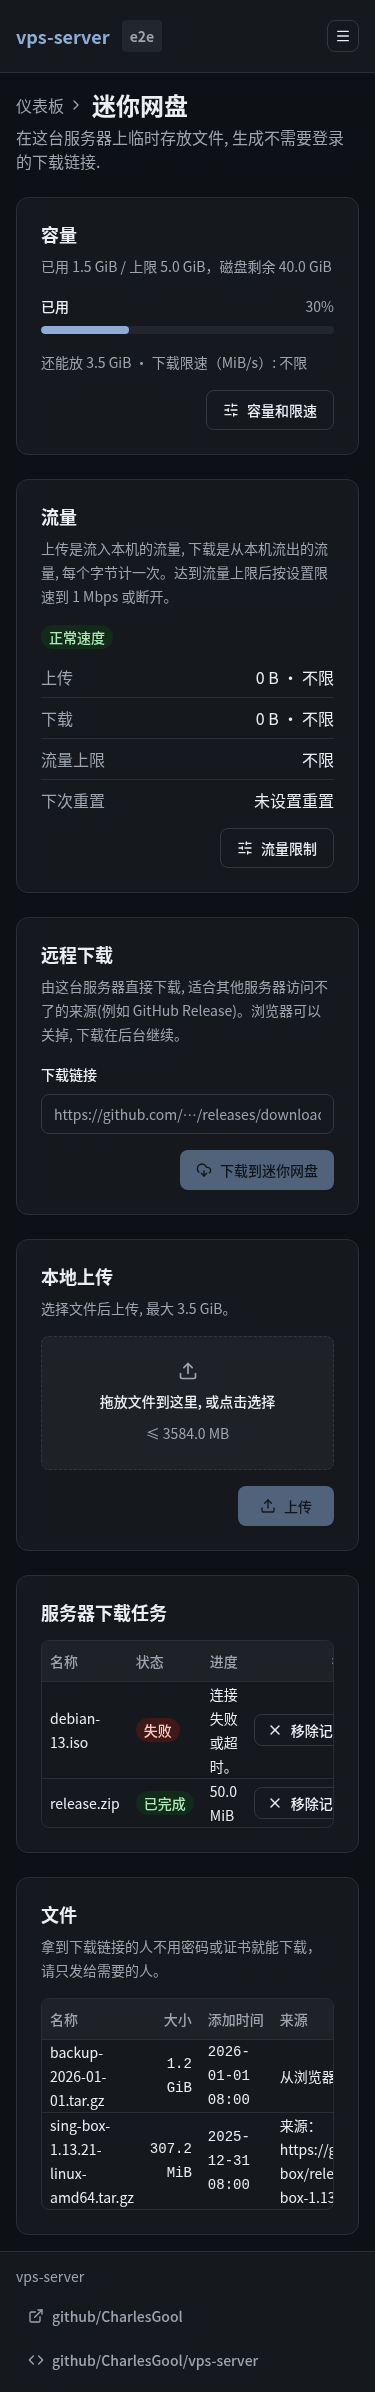 vps-server e2e
仪表板 > 迷你网盘
在这台服务器上临时存放文件, 生成不需要登录
的下载链接.
容量
已用 1.5 GiB / 上限 5.0 GiB，磁盘剩余 40.0 GiB
已用 30%
还能放 3.5 GiB · 下载限速（MiB/s）: 不限
容量和限速
流量
上传是流入本机的流量, 下载是从本机流出的流
量, 每个字节计一次。达到流量上限后按设置限
速到 1 Mbps 或断开。
正常速度
上传 0 B · 不限
下载 0 B · 不限
流量上限 不限
下次重置 未设置重置
流量限制
远程下载
由这台服务器直接下载, 适合其他服务器访问不
了的来源(例如 GitHub Release)。浏览器可以
关掉, 下载在后台继续。
下载链接
https://github.com/…/releases/download
下载到迷你网盘
本地上传
选择文件后上传, 最大 3.5 GiB。
拖放文件到这里, 或点击选择
≤ 3584.0 MB
上传
服务器下载任务
名称 状态 进度
debian-
13.iso
失败
连接
失败
或超
时。
移除记
release.zip 已完成
50.0
MiB
移除记
文件
拿到下载链接的人不用密码或证书就能下载，
请只发给需要的人。
名称 大小 添加时间 来源
backup-
2026-01-
01.tar.gz
1.2
GiB
2026-
01-01
08:00
从浏览器
sing-box-
1.13.21-
linux-
amd64.tar.gz
307.2
MiB
2025-
12-31
08:00
来源：
https://g
box/rele
box-1.13
vps-server
github/CharlesGool
github/CharlesGool/vps-server